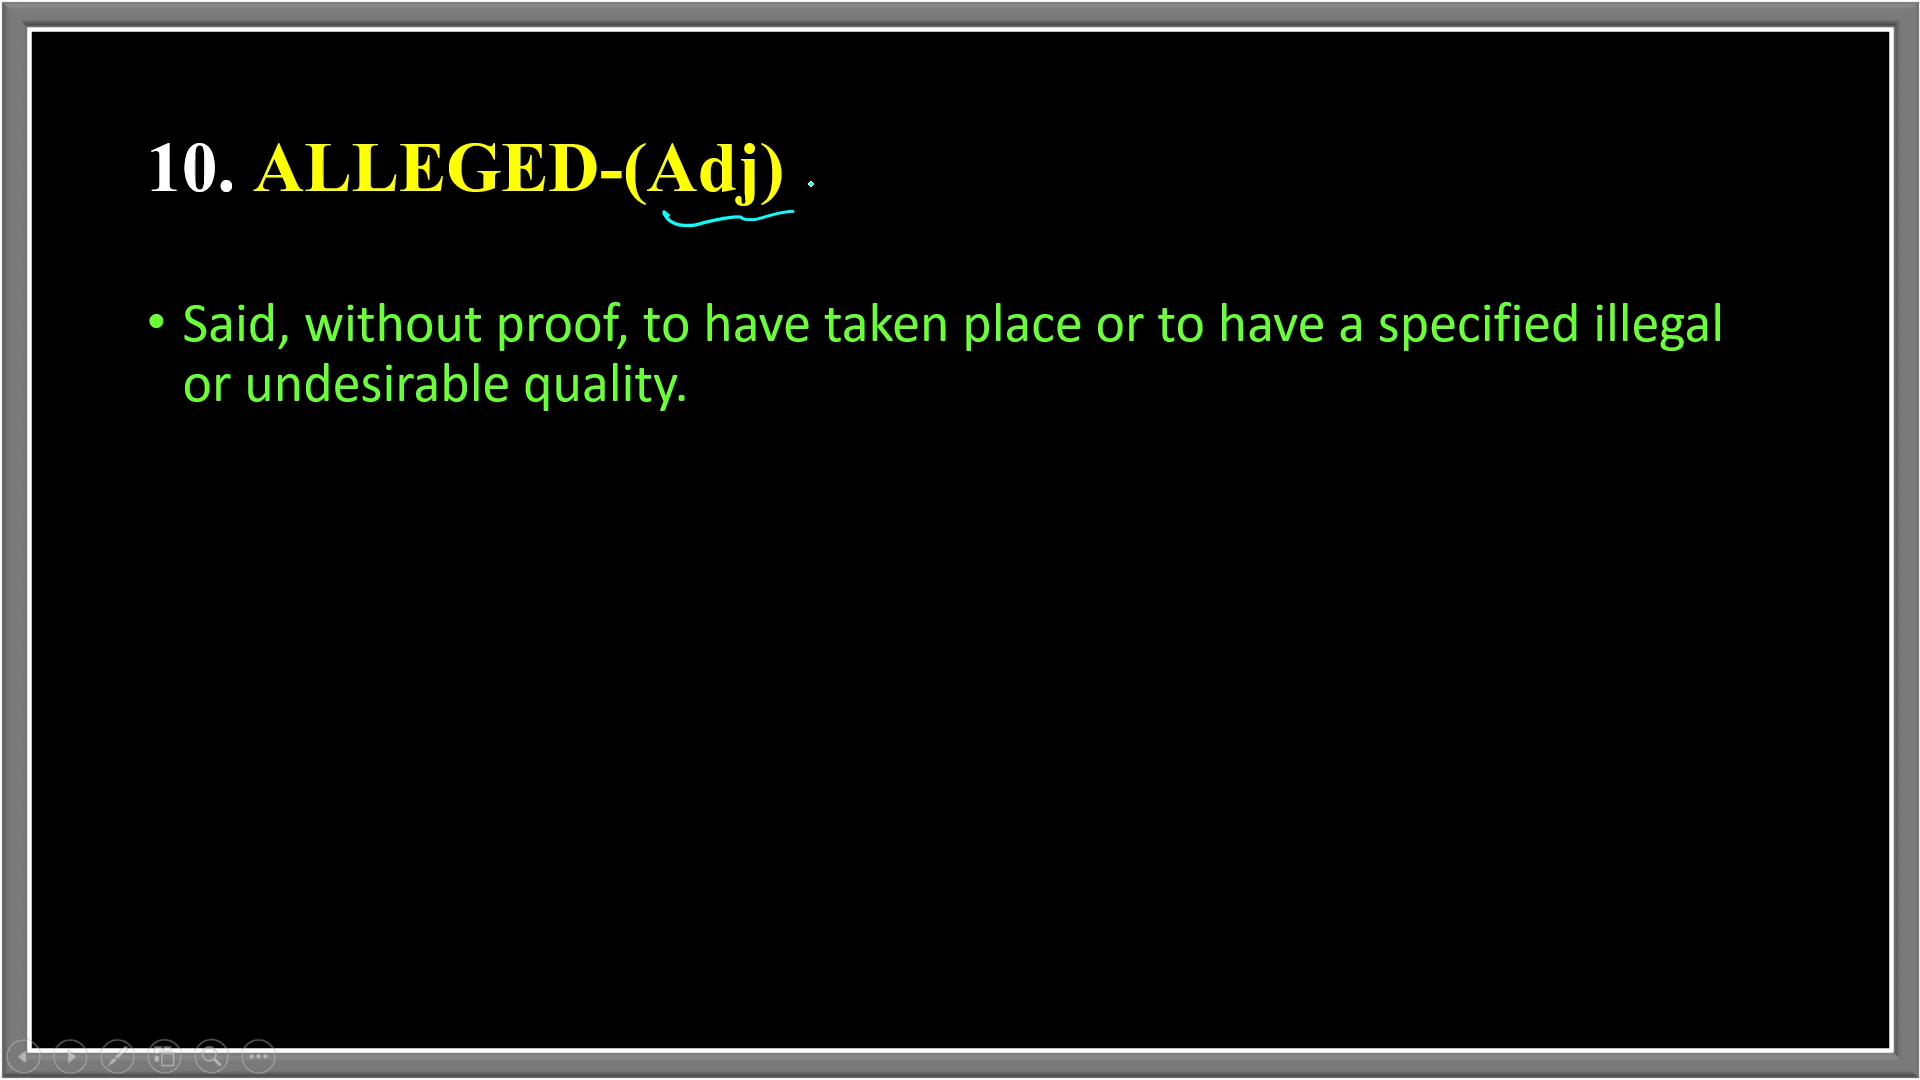 10. ALLEGED-(Adj)
• Said, without proof, to have taken place or to have a specified illegal
or undesirable quality.